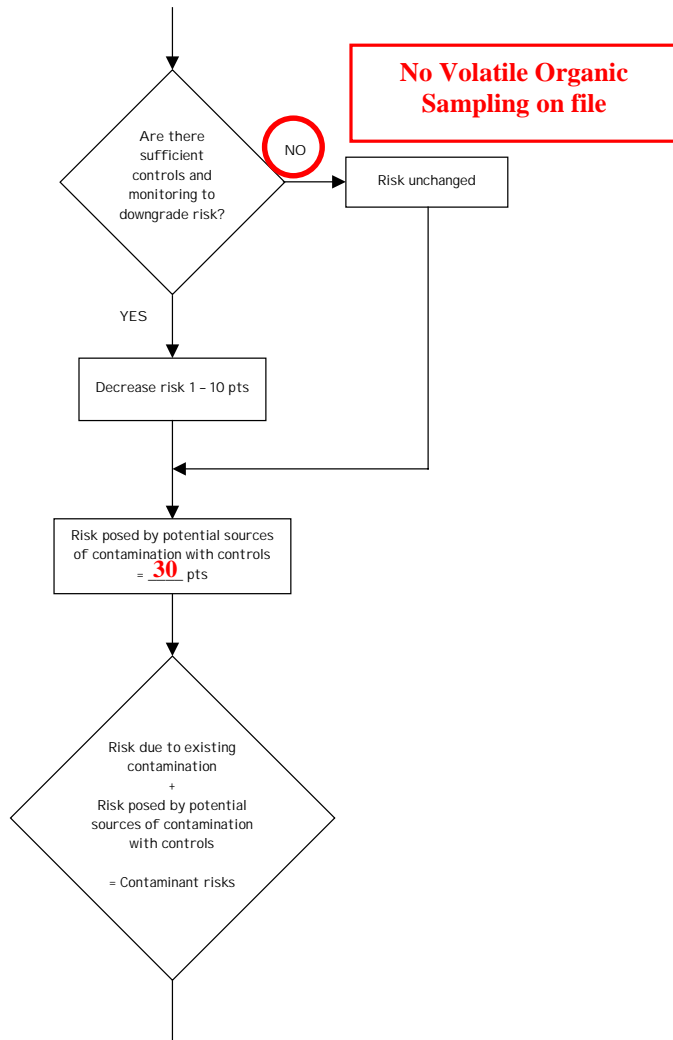 No Volatile Organic
Sampling on file
Are there
sufficient
controls and
monitoring to
downgrade risk?
NO
Risk unchanged
YES
Decrease risk 1 – 10 pts
Risk posed by potential sources
of contamination with controls
= 30 pts
Risk due to existing
contamination
+
Risk posed by potential
sources of contamination
with controls
= Contaminant risks